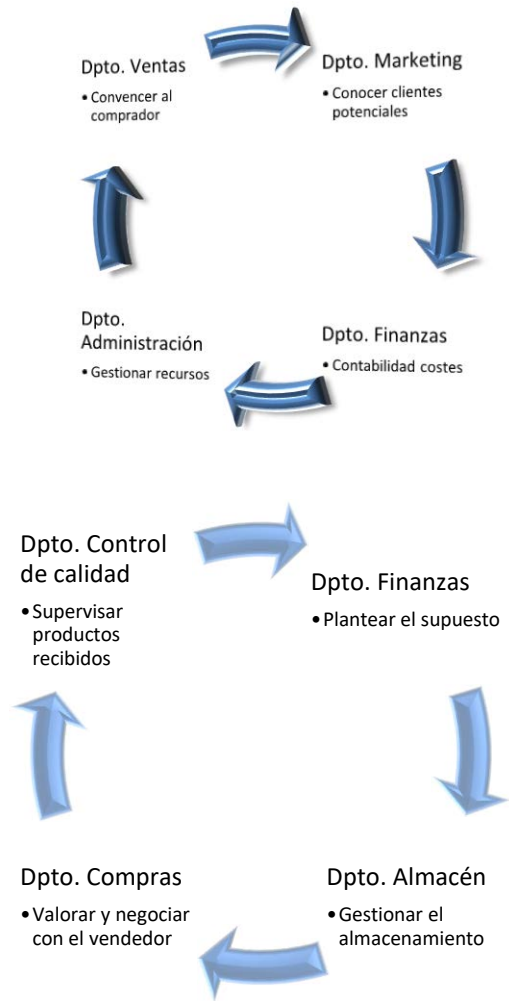 Dpto. Ventas
• Convencer al
comprador
Dpto. Marketing
• Conocer clientes
potenciales
Dpto.
Administración
• Gestionar recursos
Dpto. Finanzas
• Contabilidad costes
Dpto. Control
de calidad
• Supervisar
productos
recibidos
Dpto. Finanzas
• Plantear el supuesto
Dpto. Compras
• Valorar y negociar
con el vendedor
Dpto. Almacén
• Gestionar el
almacenamiento